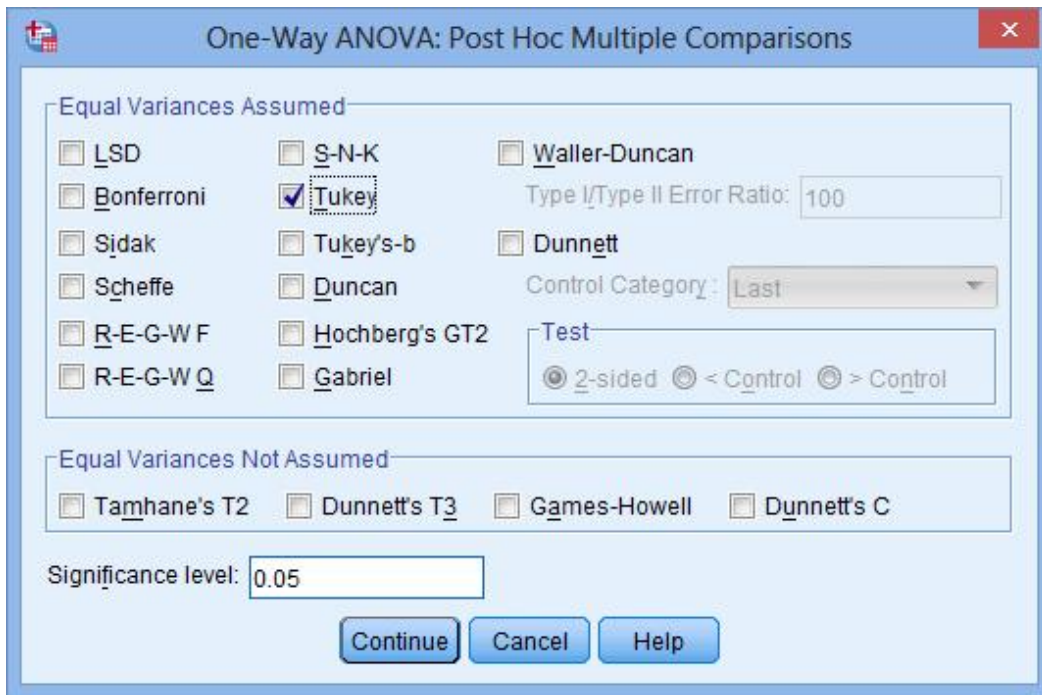 One-Way ANOVA: Post Hoc Multiple Comparisons
Equal Variances Assumed
LSD S-N-K Waller-Duncan
Bonferroni Tukey Type I/Type II Error Ratio: 100
Sidak Tukey's-b Dunnett
Scheffe Duncan Control Category : Last
R-E-G-W F Hochberg's GT2 Test
R-E-G-W Q Gabriel 2-sided < Control > Control
Equal Variances Not Assumed
Tamhane's T2 Dunnett's T3 Games-Howell Dunnett's C
Significance level: 0.05
Continue Cancel Help